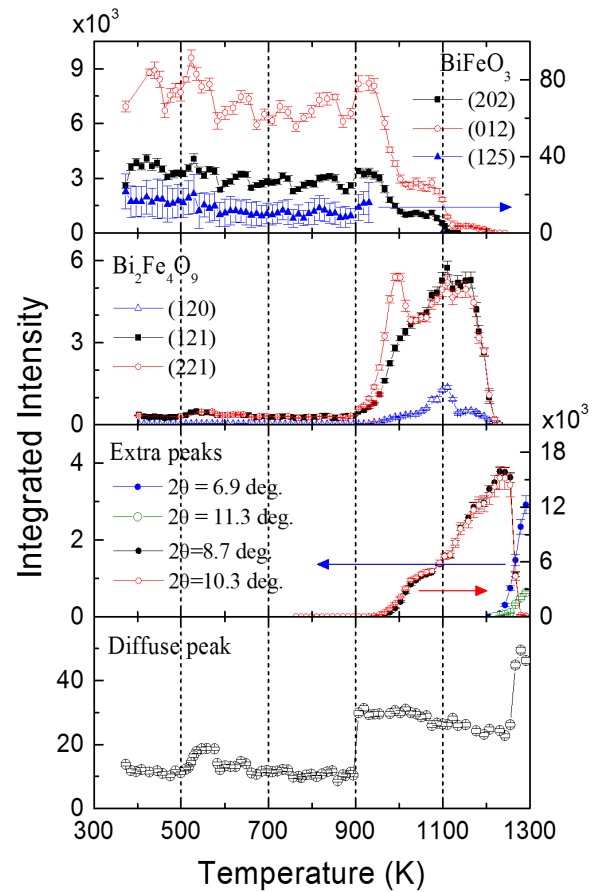 x10³
9
6
3
0
BiFeO₃
80
40
0
(202)
(012)
(125)
6
3
0
Bi₂Fe₄O₉
(120)
(121)
(221)
x10³
4
2
0
18
12
6
0
Extra peaks
2θ = 6.9 deg.
2θ = 11.3 deg.
2θ=8.7 deg.
2θ=10.3 deg.
40
20
0
Diffuse peak
300 500 700 900 1100 1300
Temperature (K)
Integrated Intensity